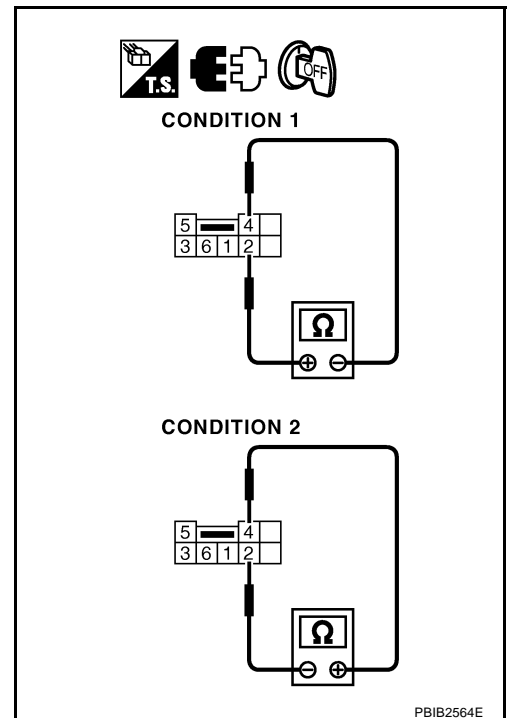 T.S.
OFF
CONDITION 1
5 4
3 6 1 2
Ω
+ −
CONDITION 2
5 4
3 6 1 2
Ω
− +
PBIB2564E